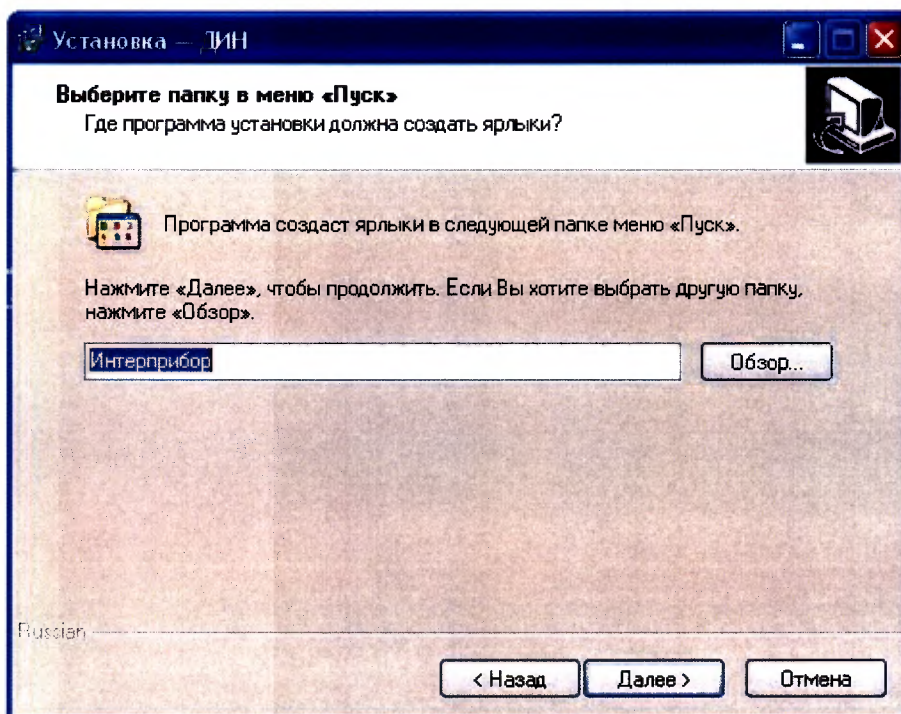 Установка — ДИН
Выберите папку в меню «Пуск»
Где программа установки должна создать ярлыки?
Программа создаст ярлыки в следующей папке меню «Пуск».
Нажмите «Далее», чтобы продолжить. Если Вы хотите выбрать другую папку,
нажмите «Обзор».
Интерприбор
Обзор...
Russian
< Назад
Далее >
Отмена